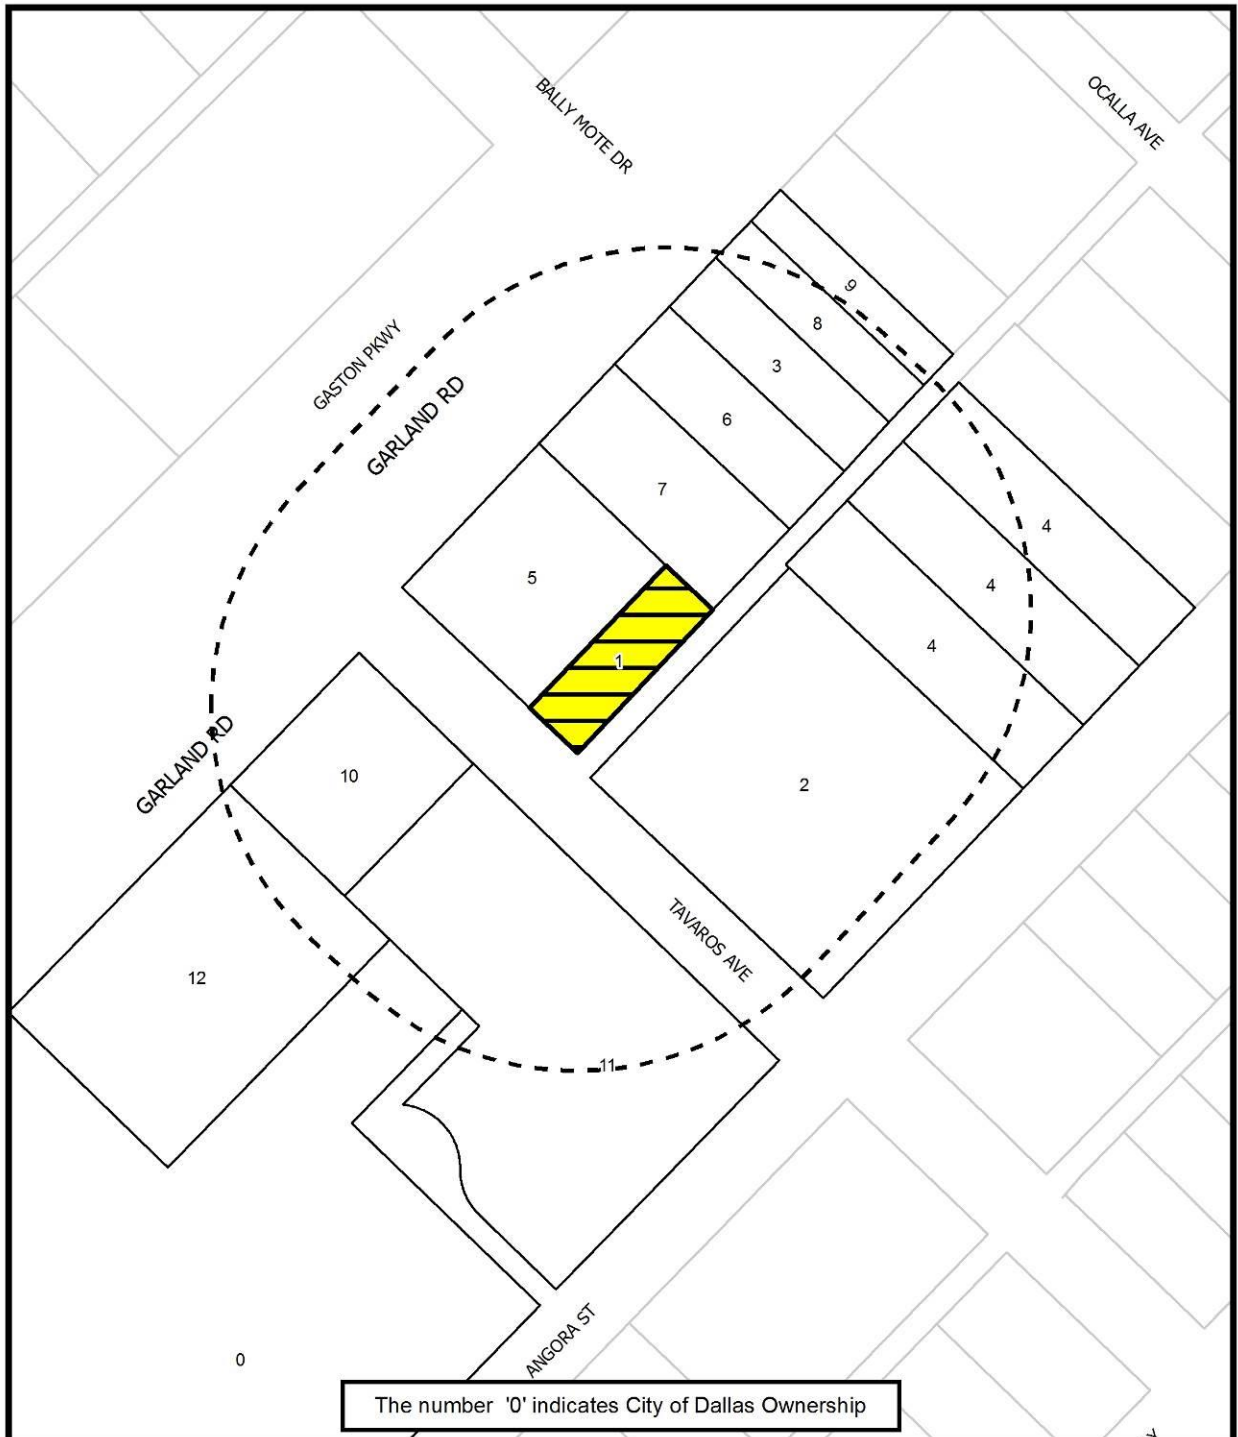 BALLY MOTE DR
OCALLA AVE
9
8
GASTON PKWY
3
GARLAND RD
6
7
4
5
4
4
1
GARLAND RD
10
2
TAVAROS AVE
12
11
ANGORA ST
0
The number '0' indicates City of Dallas Ownership